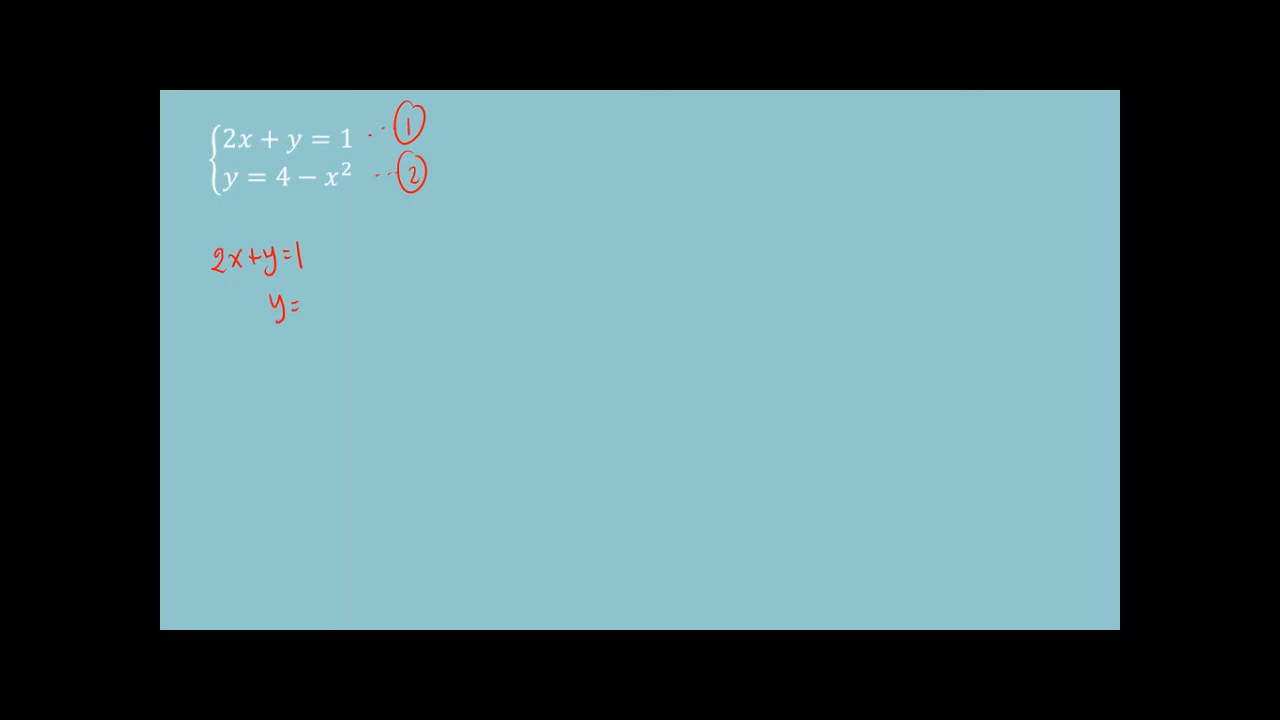 2x + y = 1 ... ①
y = 4 − x² ... ②
2x+y=1
y=